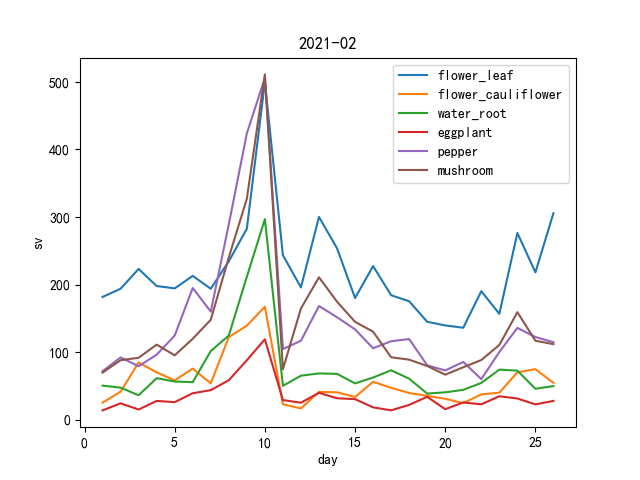 2021-02
500
400
300
200
100
0
sv
0 5 10 15 20 25
day
flower_leaf
flower_cauliflower
water_root
eggplant
pepper
mushroom